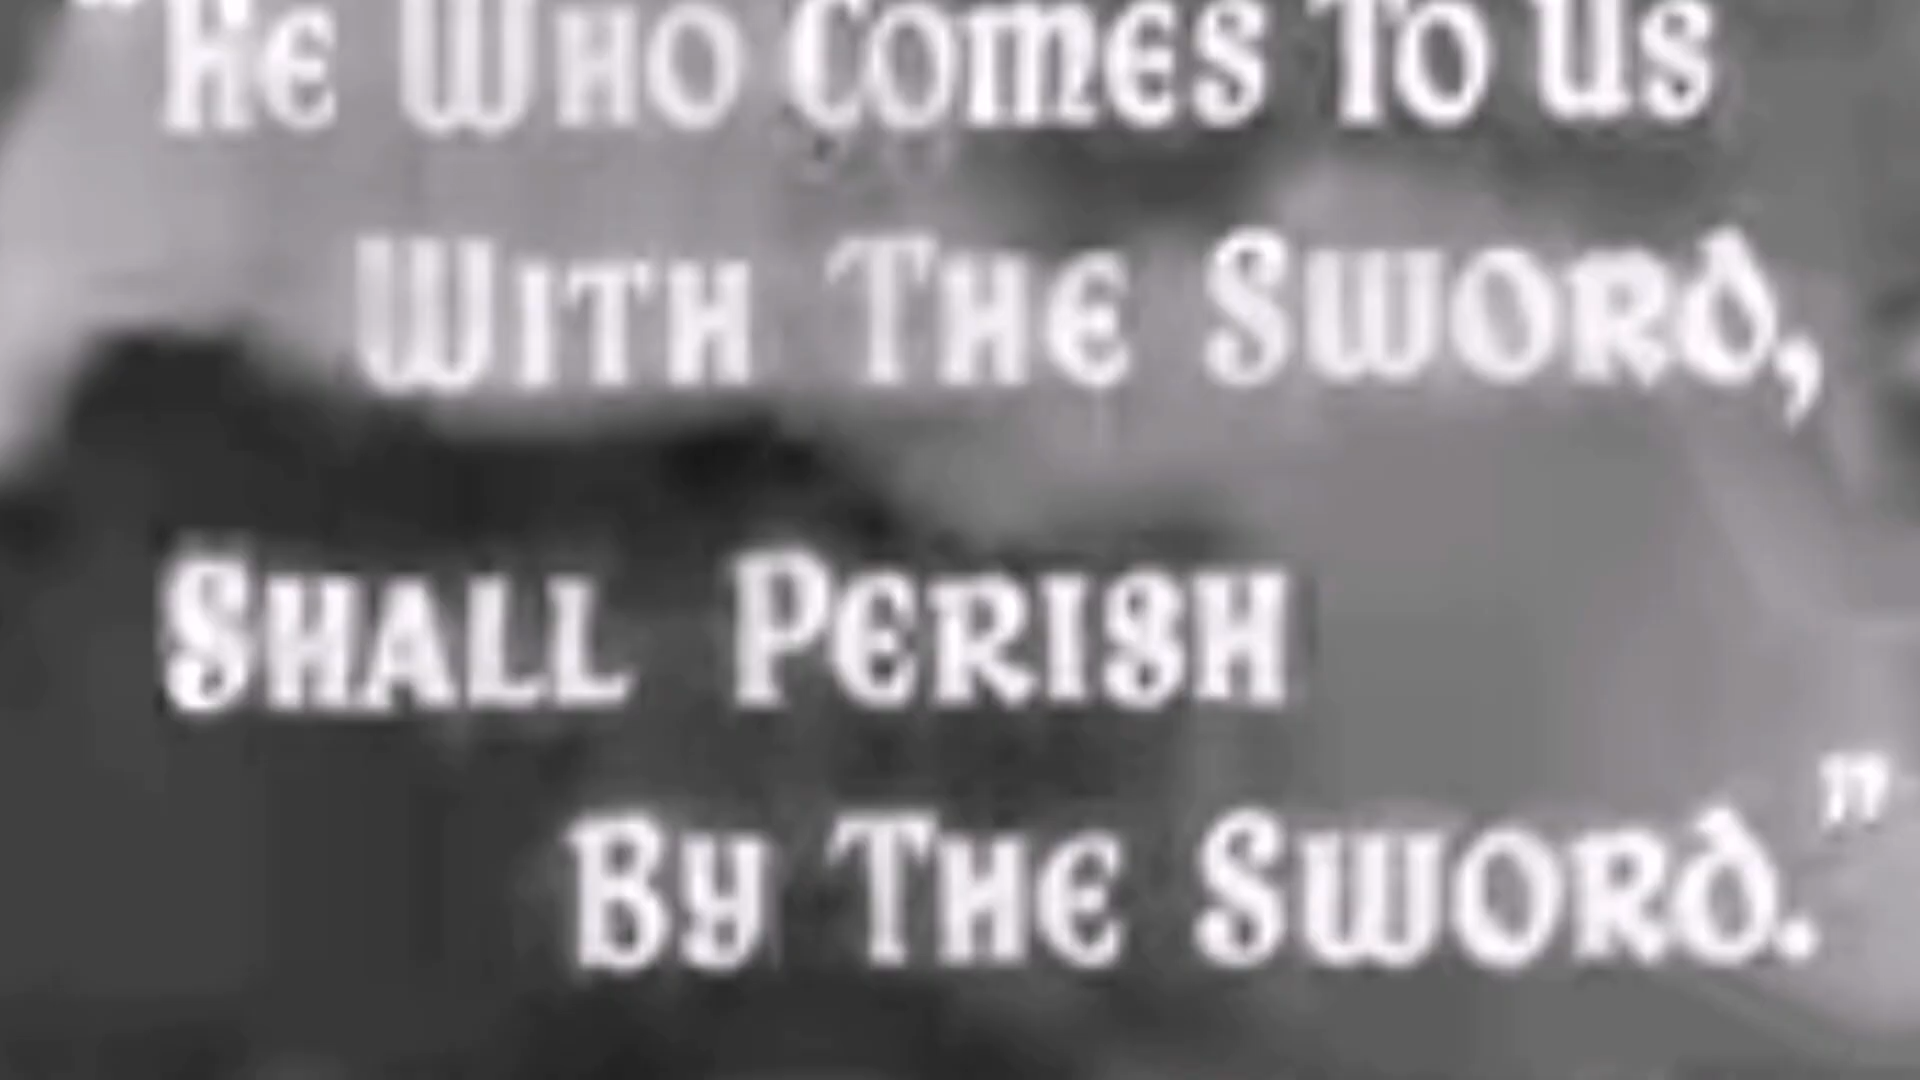 "He Who Comes To Us
With The Sword,
Shall Perish
By The Sword."